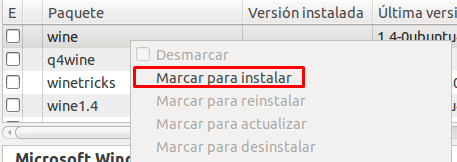 E Paquete Versión instalada Última versi
wine 1.4-0ubunt
q4wine
winetricks
wine1.4
Desmarcar
Marcar para instalar
Marcar para reinstalar
Marcar para actualizar
Marcar para desinstalar
Microsoft Wind